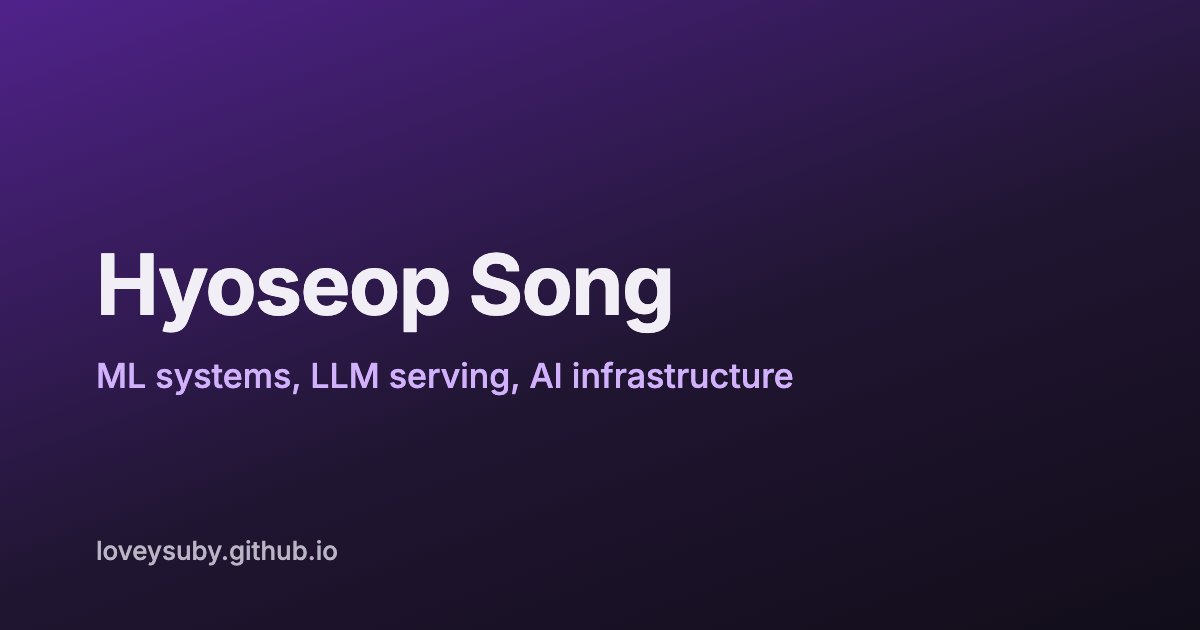 Hyoseop Song
ML systems, LLM serving, AI infrastructure
loveysuby.github.io